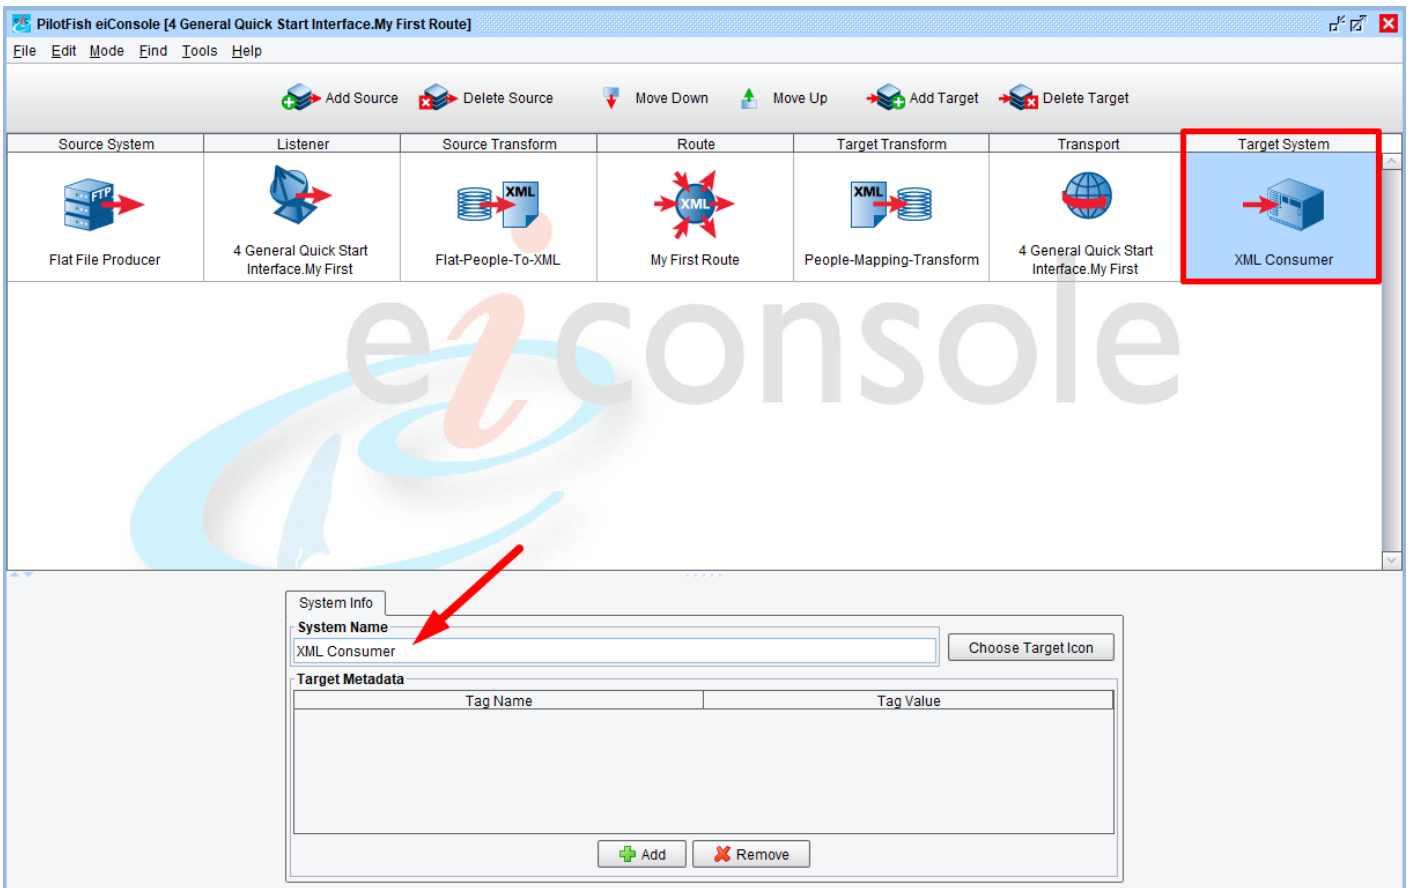 PilotFish eiConsole [4 General Quick Start Interface.My First Route]
File Edit Mode Find Tools Help
Add Source Delete Source Move Down Move Up Add Target Delete Target
Source System Listener Source Transform Route Target Transform Transport Target System
FTP XML XML XML
Flat File Producer 4 General Quick Start Flat-People-To-XML My First Route People-Mapping-Transform 4 General Quick Start XML Consumer
Interface.My First Interface.My First
eiconsole
System Info
System Name
XML Consumer Choose Target Icon
Target Metadata
Tag Name Tag Value
Add Remove